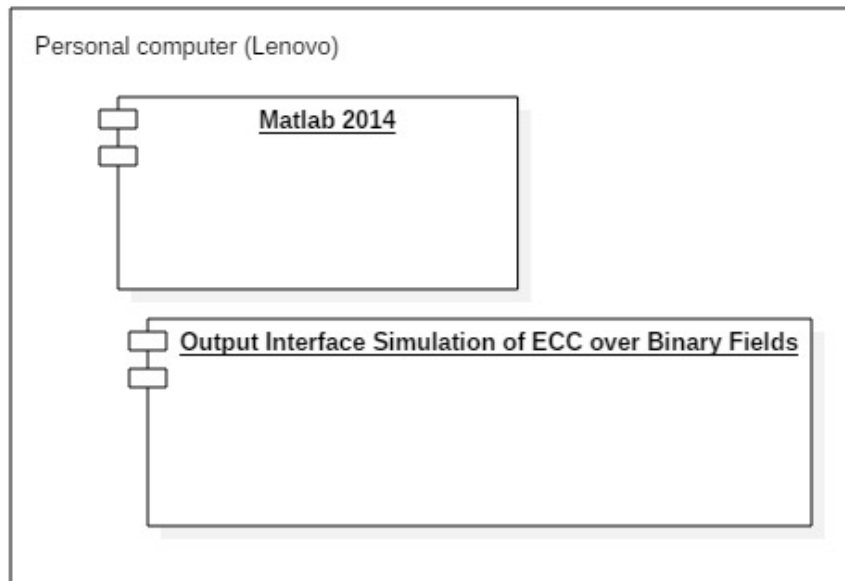 Personal computer (Lenovo)
Matlab 2014
Output Interface Simulation of ECC over Binary Fields